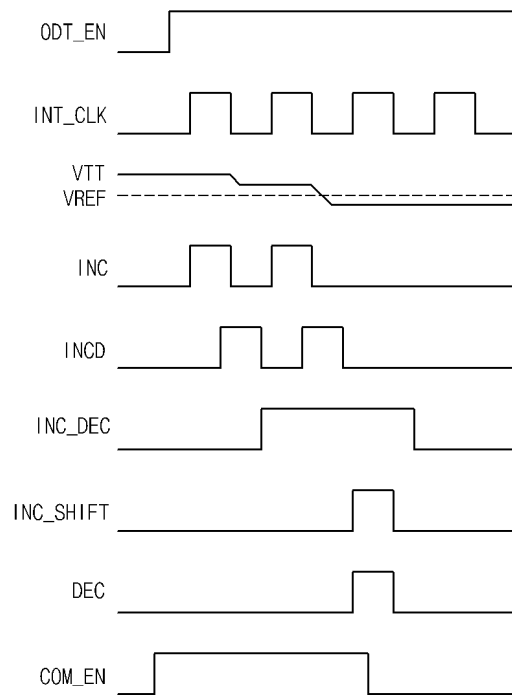 ODT_EN
INT_CLK
VTT
VREF
INC
INCD
INC_DEC
INC_SHIFT
DEC
COM_EN